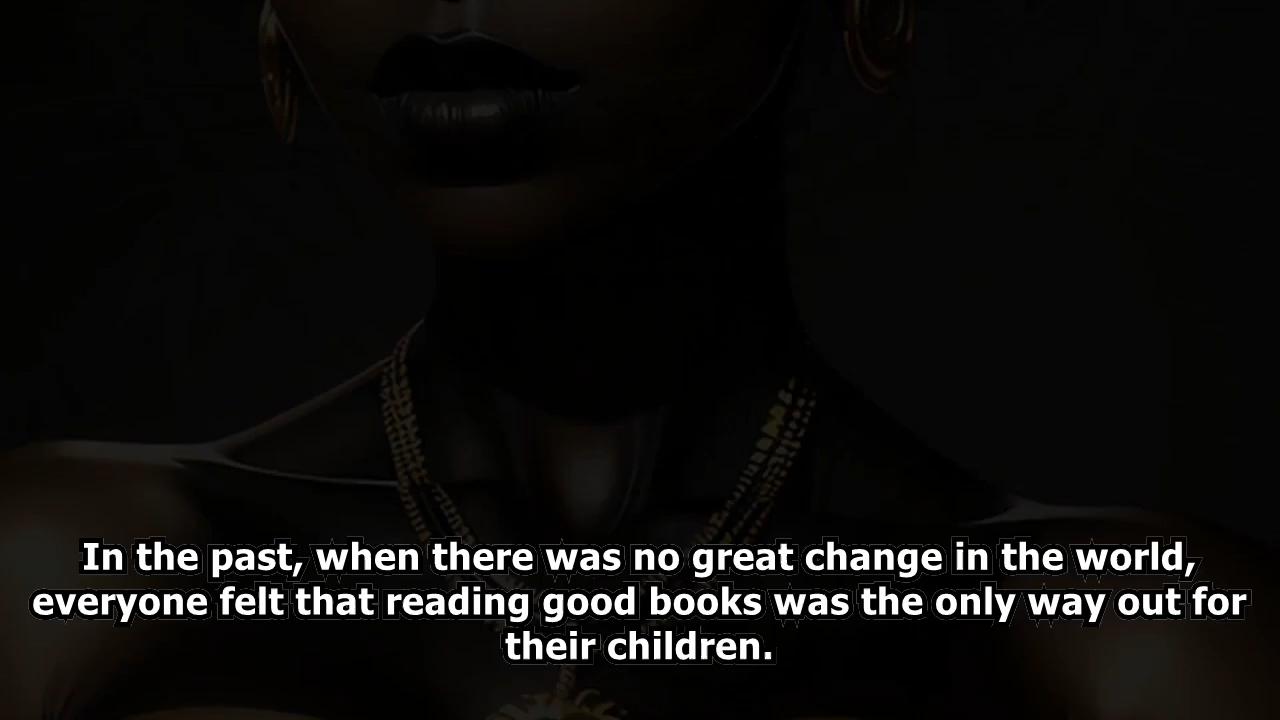 In the past, when there was no great change in the world,
everyone felt that reading good books was the only way out for
their children.